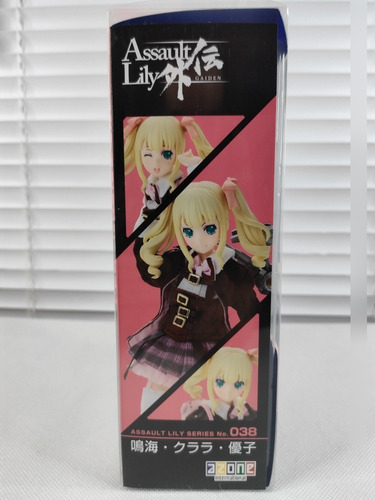 Assault
Lily 外伝
GAIDEN
ASSAULT LILY SERIES No. 038
鳴海・クララ・優子
azone
international